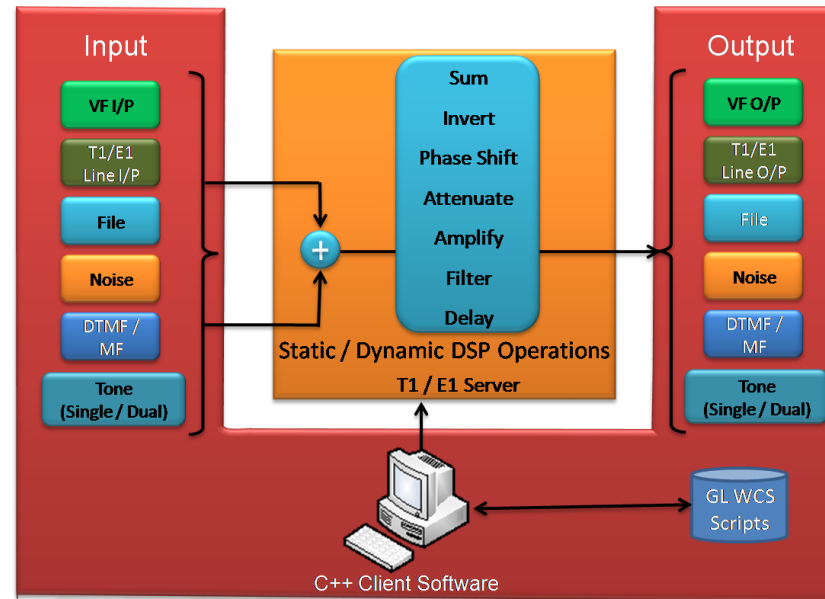 Input
VF I/P
T1/E1
Line I/P
File
Noise
DTMF /
MF
Tone
(Single / Dual)
+
Sum
Invert
Phase Shift
Attenuate
Amplify
Filter
Delay
Static / Dynamic DSP Operations
T1 / E1 Server
Output
VF O/P
T1/E1
Line O/P
File
Noise
DTMF /
MF
Tone
(Single / Dual)
GL WCS
Scripts
C++ Client Software